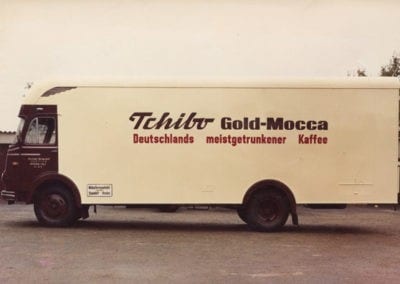 Tchibo Gold-Mocca
Deutschlands meistgetrunkener Kaffee